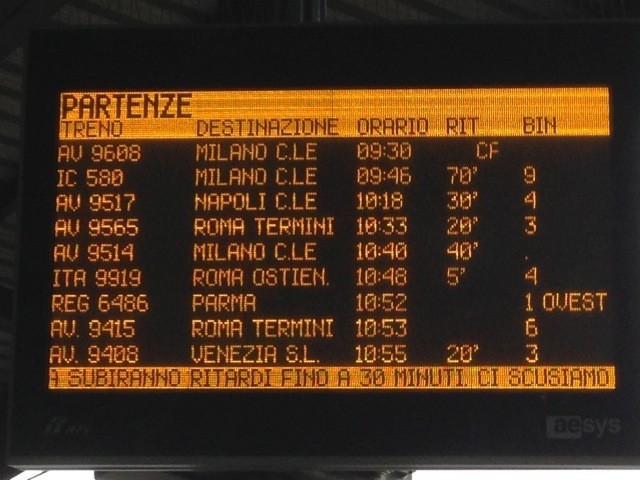 PARTENZE
TRENO DESTINAZIONE ORARIO RIT BIN
AV 9608 MILANO C.LE 09:30 CF
IC 580 MILANO C.LE 09:46 70' 9
AV 9517 NAPOLI C.LE 10:18 30' 4
AV 9565 ROMA TERMINI 10:33 20' 3
AV 9514 MILANO C.LE 10:40 40' .
ITA 9919 ROMA OSTIEN. 10:48 5' 4
REG 6486 PARMA 10:52 1 OVEST
AV. 9415 ROMA TERMINI 10:53 6
AV. 9408 VENEZIA S.L. 10:55 20' 3
SUBIRANNO RITARDI FINO A 30 MINUTI. CI SCUSIAMO
aesys